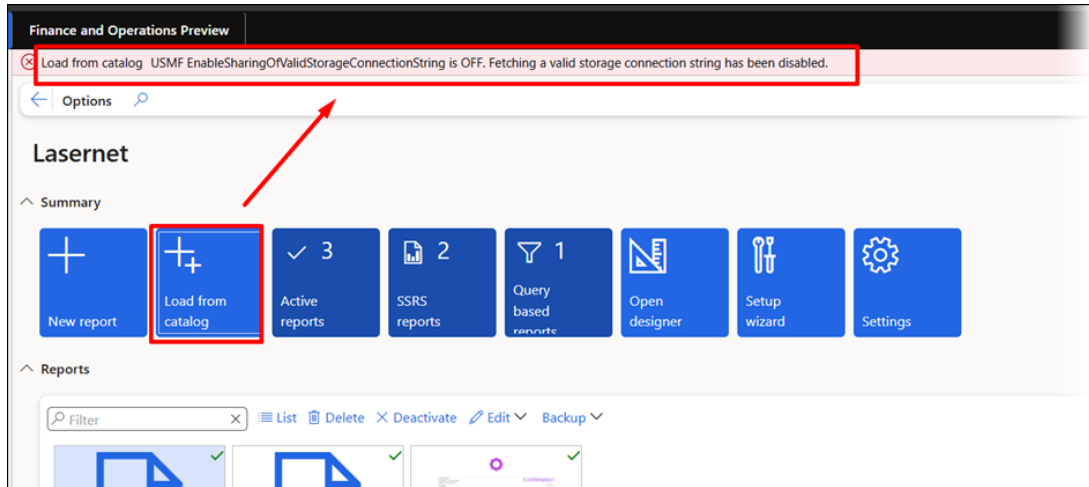 Finance and Operations Preview
Load from catalog USMF EnableSharingOfValidStorageConnectionString is OFF. Fetching a valid storage connection string has been disabled.
Options
Lasernet
Summary
New report
Load from
catalog
3
Active
reports
2
SSRS
reports
1
Query
based
reports
Open
designer
Setup
wizard
Settings
Reports
Filter
List Delete Deactivate Edit Backup
Confirmation